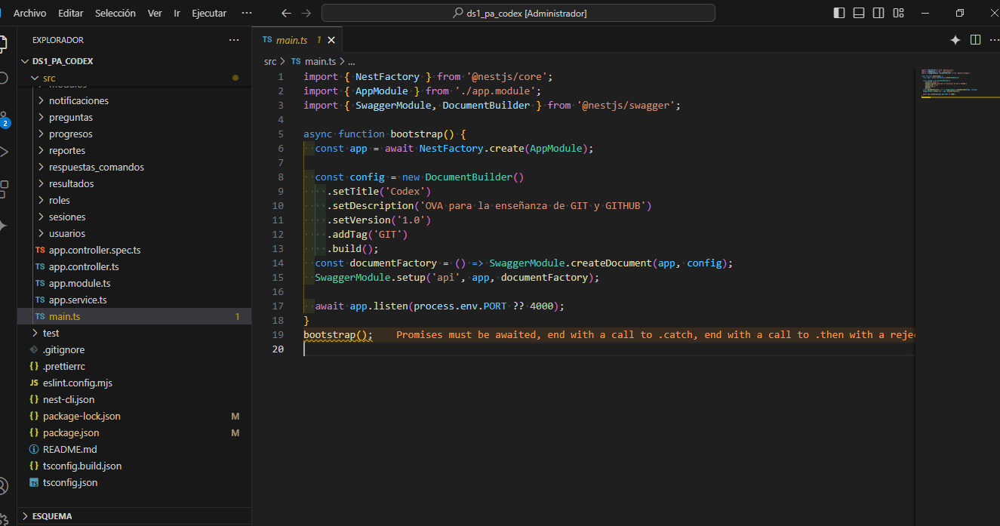 Archivo Editar Selección Ver Ir Ejecutar ··· ds1_pa_codex [Administrador]
EXPLORADOR ···
DS1_PA_CODEX
src
modulos
notificaciones
preguntas
progresos
reportes
respuestas_comandos
resultados
roles
sesiones
usuarios
TS app.controller.spec.ts
TS app.controller.ts
TS app.module.ts
TS app.service.ts
TS main.ts 1
test
.gitignore
{} .prettierrc
JS eslint.config.mjs
{} nest-cli.json
{} package-lock.json M
{} package.json M
README.md
{} tsconfig.build.json
TS tsconfig.json
ESQUEMA
2
TS main.ts 1
src > TS main.ts > ...
1 import { NestFactory } from '@nestjs/core';
2 import { AppModule } from './app.module';
3 import { SwaggerModule, DocumentBuilder } from '@nestjs/swagger';
4
5 async function bootstrap() {
6 const app = await NestFactory.create(AppModule);
7
8 const config = new DocumentBuilder()
9 .setTitle('Codex')
10 .setDescription('OVA para la enseñanza de GIT y GITHUB')
11 .setVersion('1.0')
12 .addTag('GIT')
13 .build();
14 const documentFactory = () => SwaggerModule.createDocument(app, config);
15 SwaggerModule.setup('api', app, documentFactory);
16
17 await app.listen(process.env.PORT ?? 4000);
18 }
19 bootstrap(); Promises must be awaited, end with a call to .catch, end with a call to .then with a reje
20